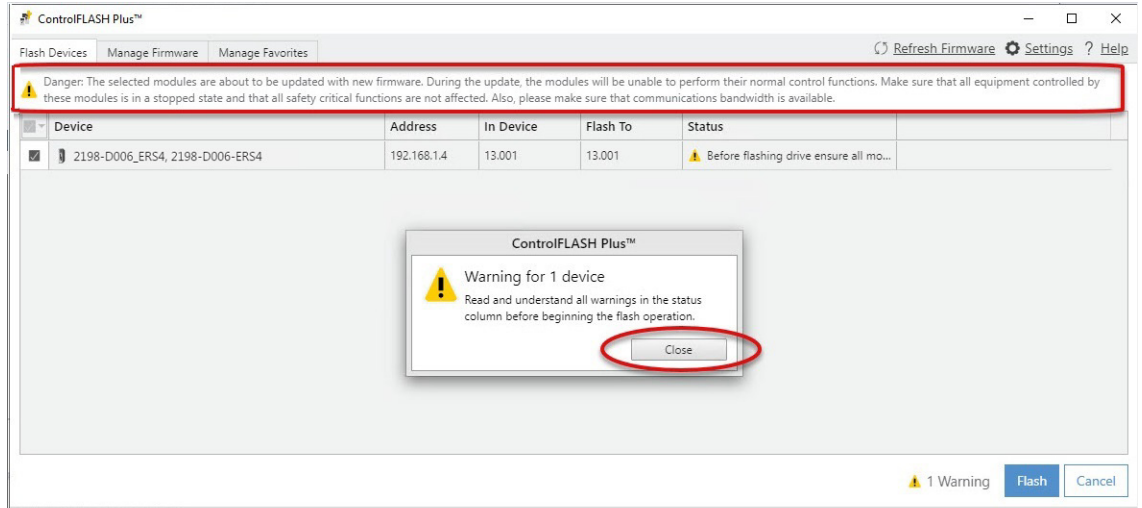 ControlFLASH Plus™
Flash Devices Manage Firmware Manage Favorites Refresh Firmware Settings ? Help
Danger: The selected modules are about to be updated with new firmware. During the update, the modules will be unable to perform their normal control functions. Make sure that all equipment controlled by
these modules is in a stopped state and that all safety critical functions are not affected. Also, please make sure that communications bandwidth is available.
Device Address In Device Flash To Status
2198-D006_ERS4, 2198-D006-ERS4 192.168.1.4 13.001 13.001 Before flashing drive ensure all mo...
ControlFLASH Plus™
Warning for 1 device
Read and understand all warnings in the status
column before beginning the flash operation.
Close
1 Warning Flash Cancel